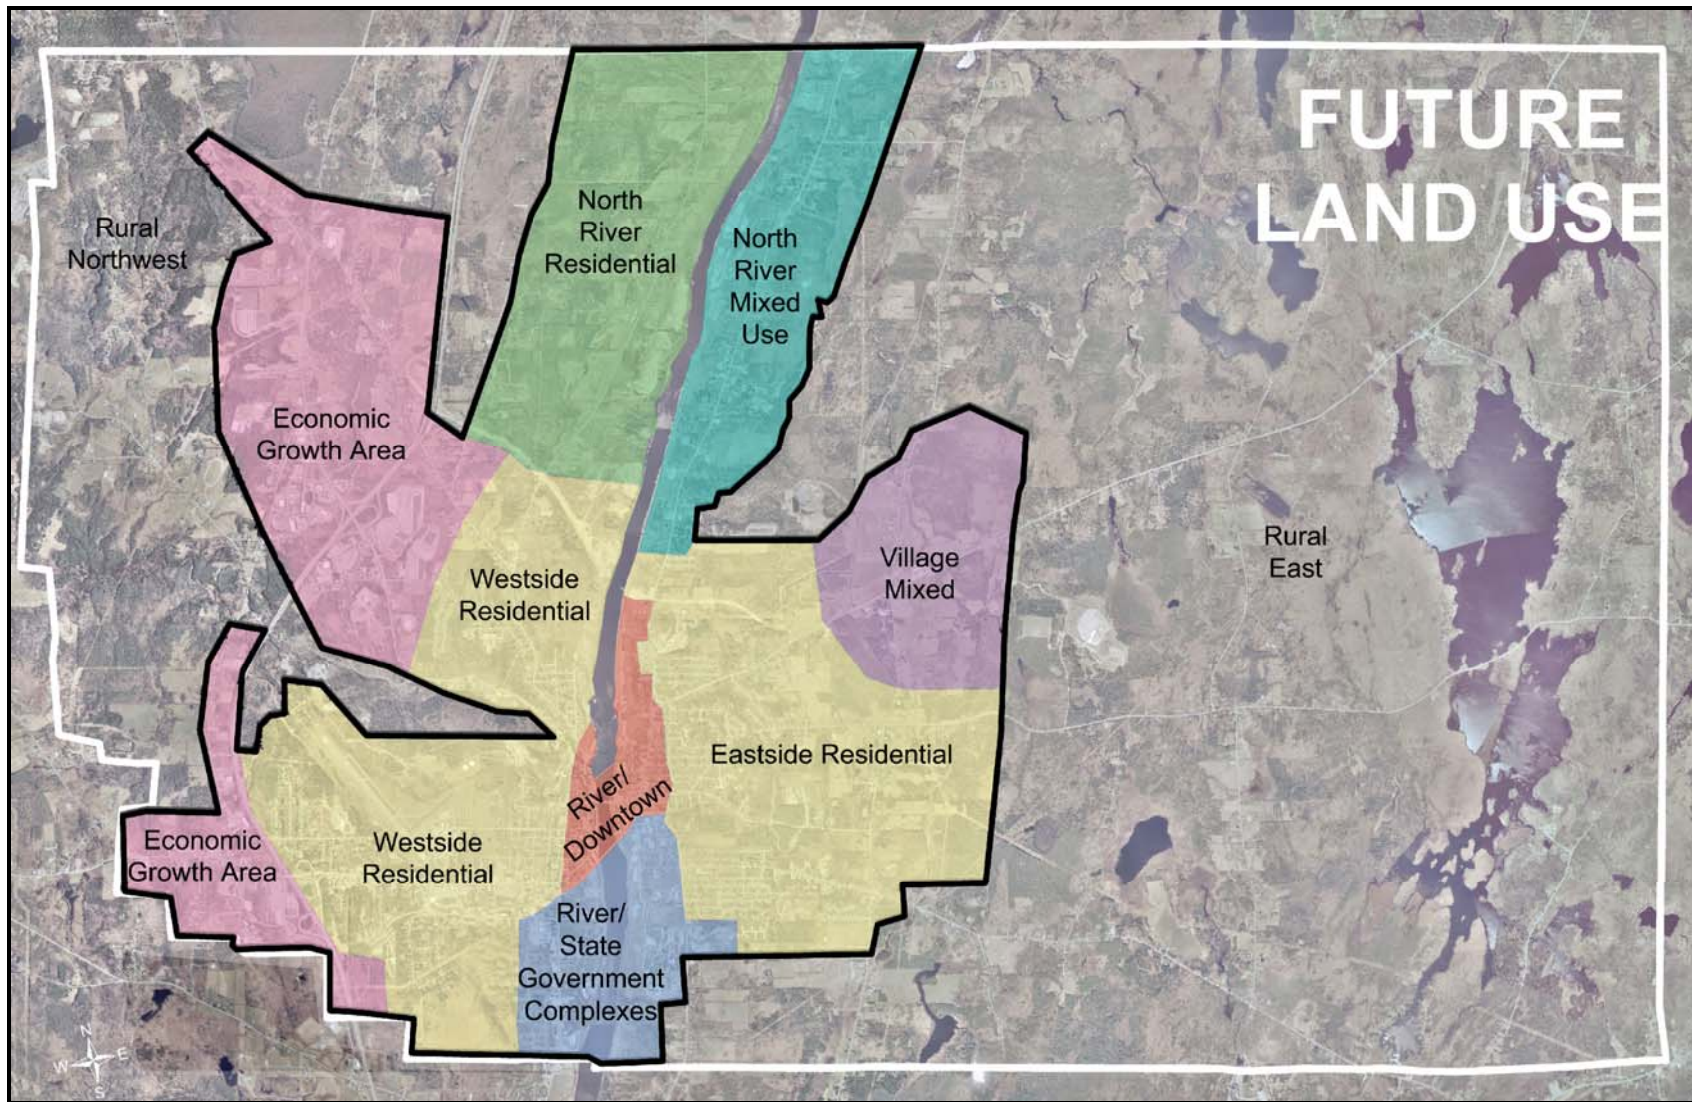 FUTURE
LAND USE
North
River
Residential
North
River
Mixed
Use
Rural
Northwest
Economic
Growth Area
Westside
Residential
Village
Mixed
Rural
East
Eastside Residential
River/
Downtown
Economic
Growth Area
Westside
Residential
River/
State
Government
Complexes
N
W E
S